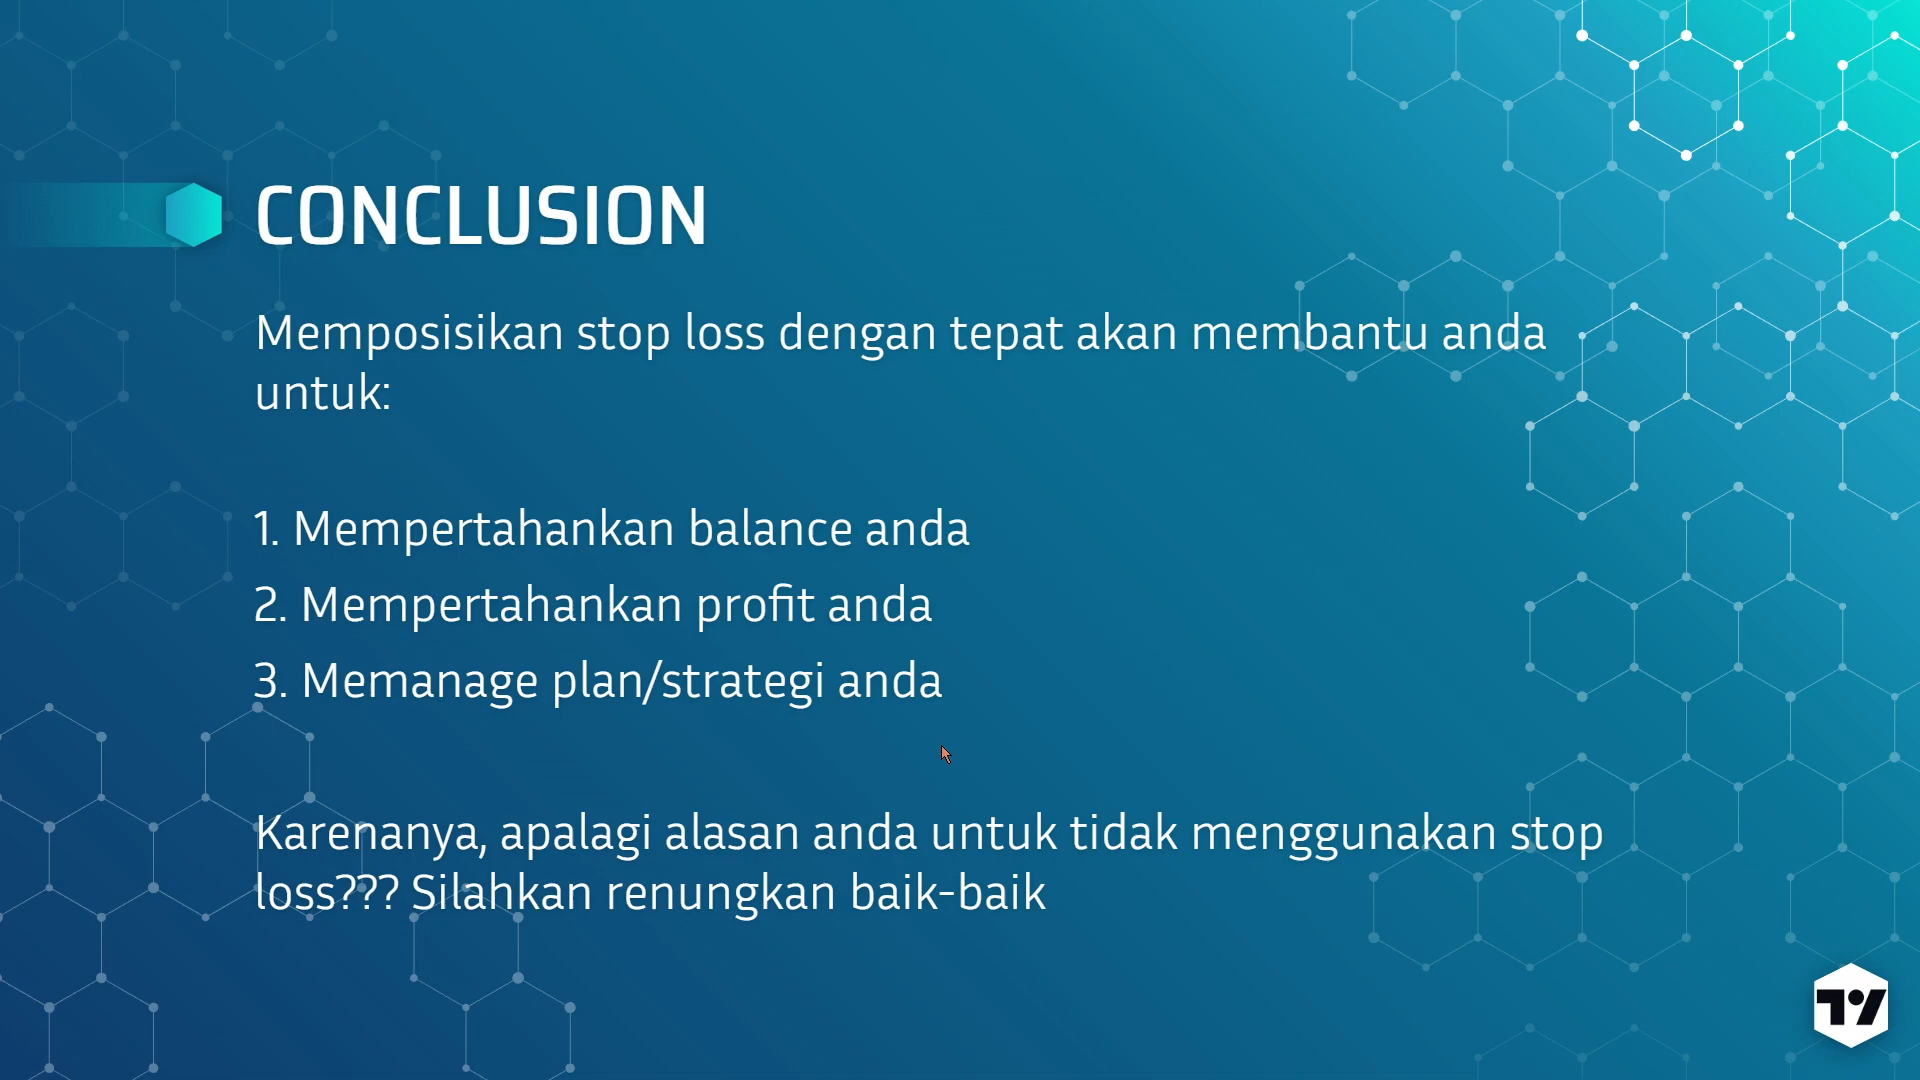 CONCLUSION
Memposisikan stop loss dengan tepat akan membantu anda
untuk:
1. Mempertahankan balance anda
2. Mempertahankan profit anda
3. Memanage plan/strategi anda
Karenanya, apalagi alasan anda untuk tidak menggunakan stop
loss??? Silahkan renungkan baik-baik